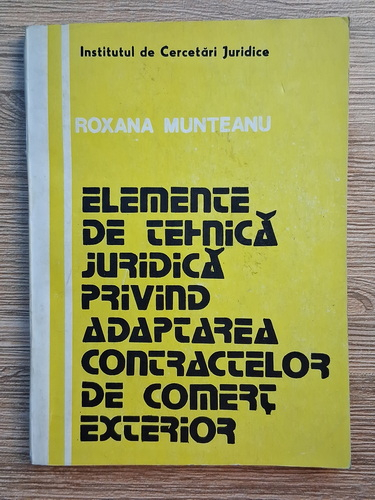 Institutul de Cercetări Juridice
ROXANA MUNTEANU
ELEMENTE
DE TEHNICĂ
JURIDICĂ
PRIVIND
ADAPTAREA
CONTRACTELOR
DE COMERȚ
EXTERIOR